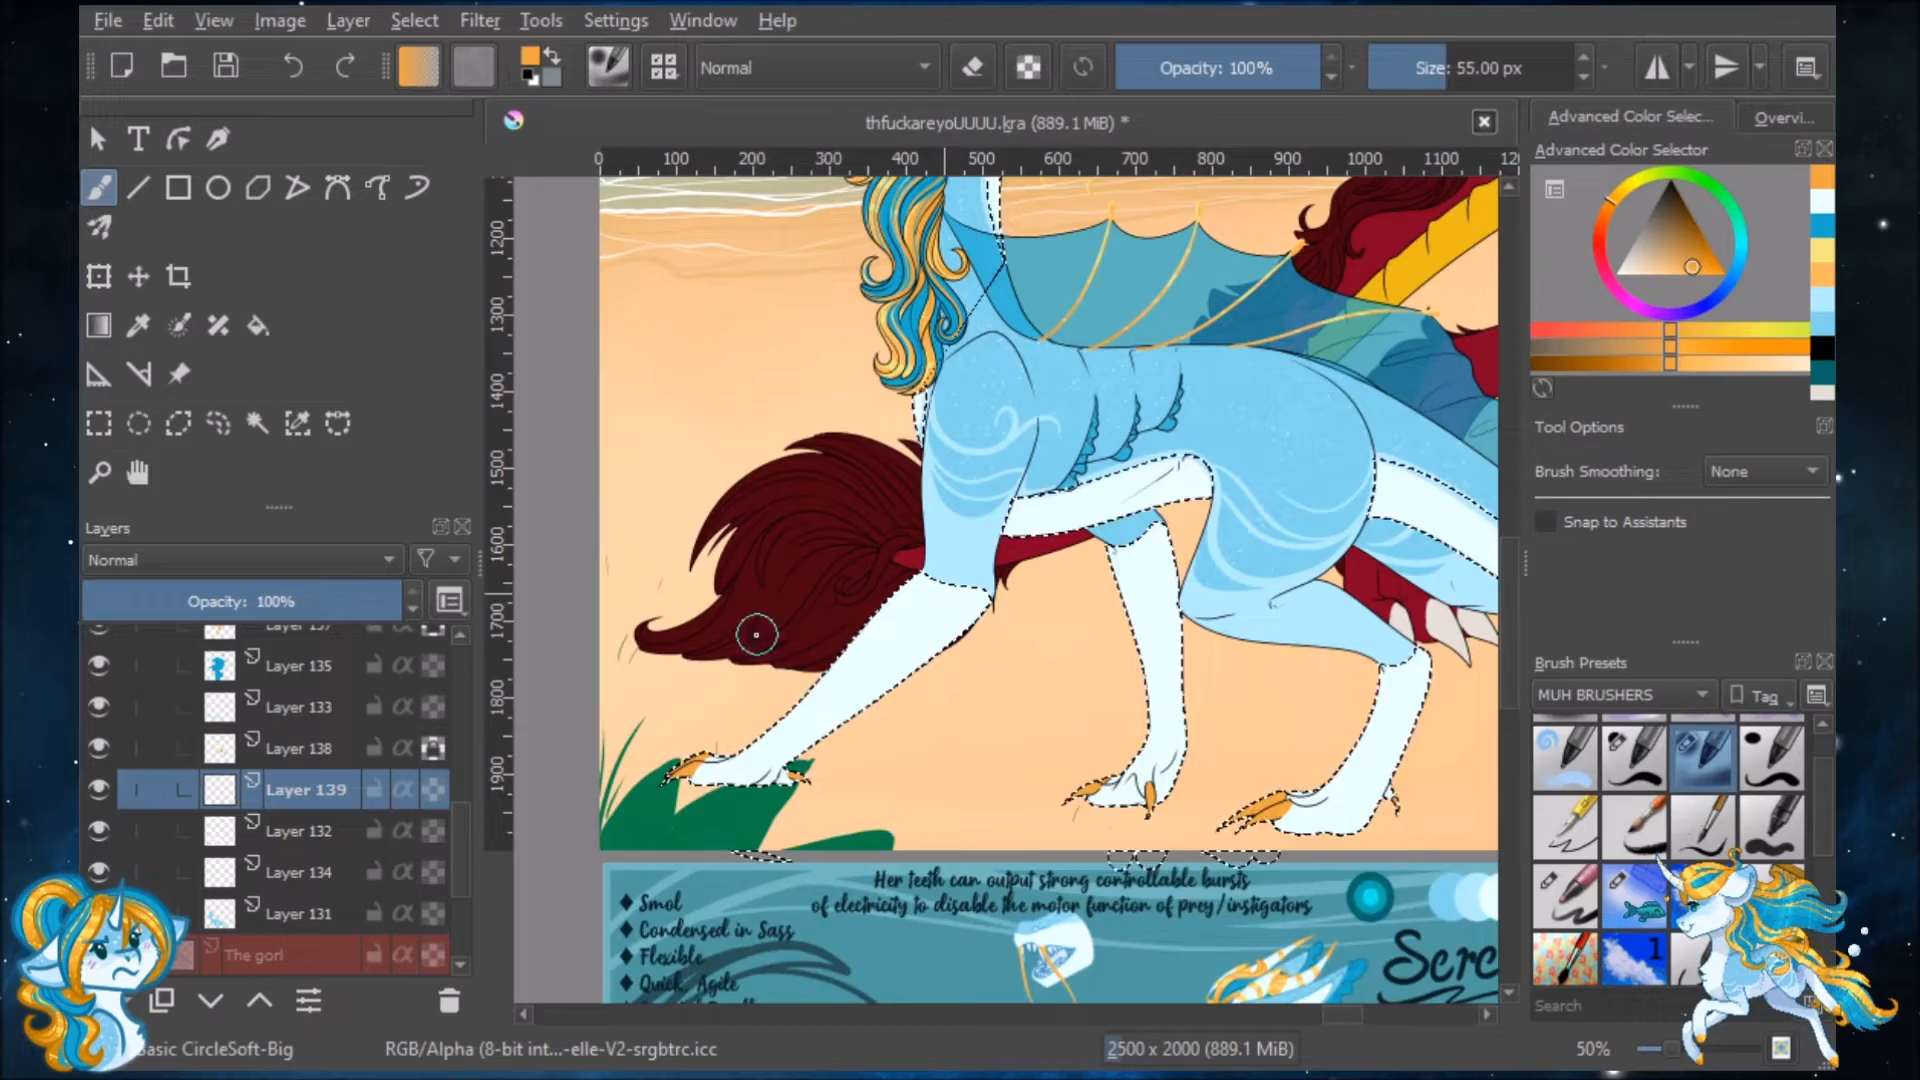 File Edit View Image Layer Select Filter Tools Settings Window Help
Normal Opacity: 100% Size: 55.00 px
thfuckareyoUUUU.kra (889.1 MiB) *
0 100 200 300 400 500 600 700 800 900 1000 1100
1200 1300 1400 1500 1600 1700 1800 1900
Layers
Normal
Opacity: 100%
Layer 137
Layer 135
Layer 133
Layer 138
Layer 139
Layer 132
Layer 134
Layer 131
The gorl
Her teeth can output strong controllable bursts
of electricity to disable the motor function of prey/instigators
♦ Smol
♦ Condensed in Sass
♦ Flexible
♦ Quick, Agile
Advanced Color Selec... Overvi...
Advanced Color Selector
Tool Options
Brush Smoothing: None
Snap to Assistants
Brush Presets
MUH BRUSHERS Tag
1
Search
Basic CircleSoft-Big RGB/Alpha (8-bit int...-elle-V2-srgbtrc.icc 2500 x 2000 (889.1 MiB) 50%